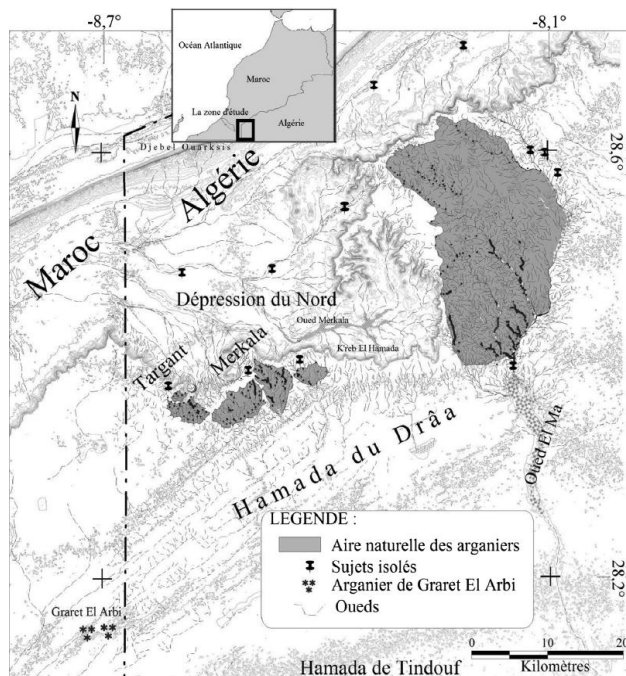 -8,7°
-8,1°
Océan Atlantique
Maroc
La zone d'étude
Algérie
N
Djebel Ouarksis
28,6°
Algérie
Maroc
Dépression du Nord
Oued Merkala
Kreb El Hamada
Targant
Merkala
Hamada du Drâa
Oued El Ma
LEGENDE :
Aire naturelle des arganiers
Sujets isolés
Arganier de Graret El Arbi
Oueds
28.2°
Graret El Arbi
0 10 20
Kilomètres
Hamada de Tindouf